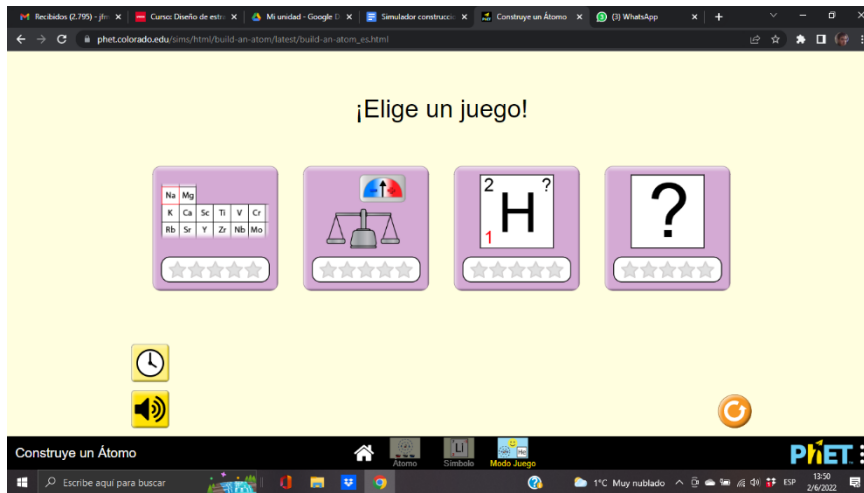 Recibidos (2.795) - jfm
Curso: Diseño de estr
Mi unidad - Google D
Simulador construcci
Construye un Átomo
(3) WhatsApp
phet.colorado.edu/sims/html/build-an-atom/latest/build-an-atom_es.html
¡Elige un juego!
Na Mg
K Ca Sc Ti V Cr
Rb Sr Y Zr Nb Mo
2 ?
H
1
?
Construye un Átomo
Átomo
Símbolo
Modo Juego
PhET
Escribe aquí para buscar
1°C Muy nublado
ESP
13:50
2/6/2022